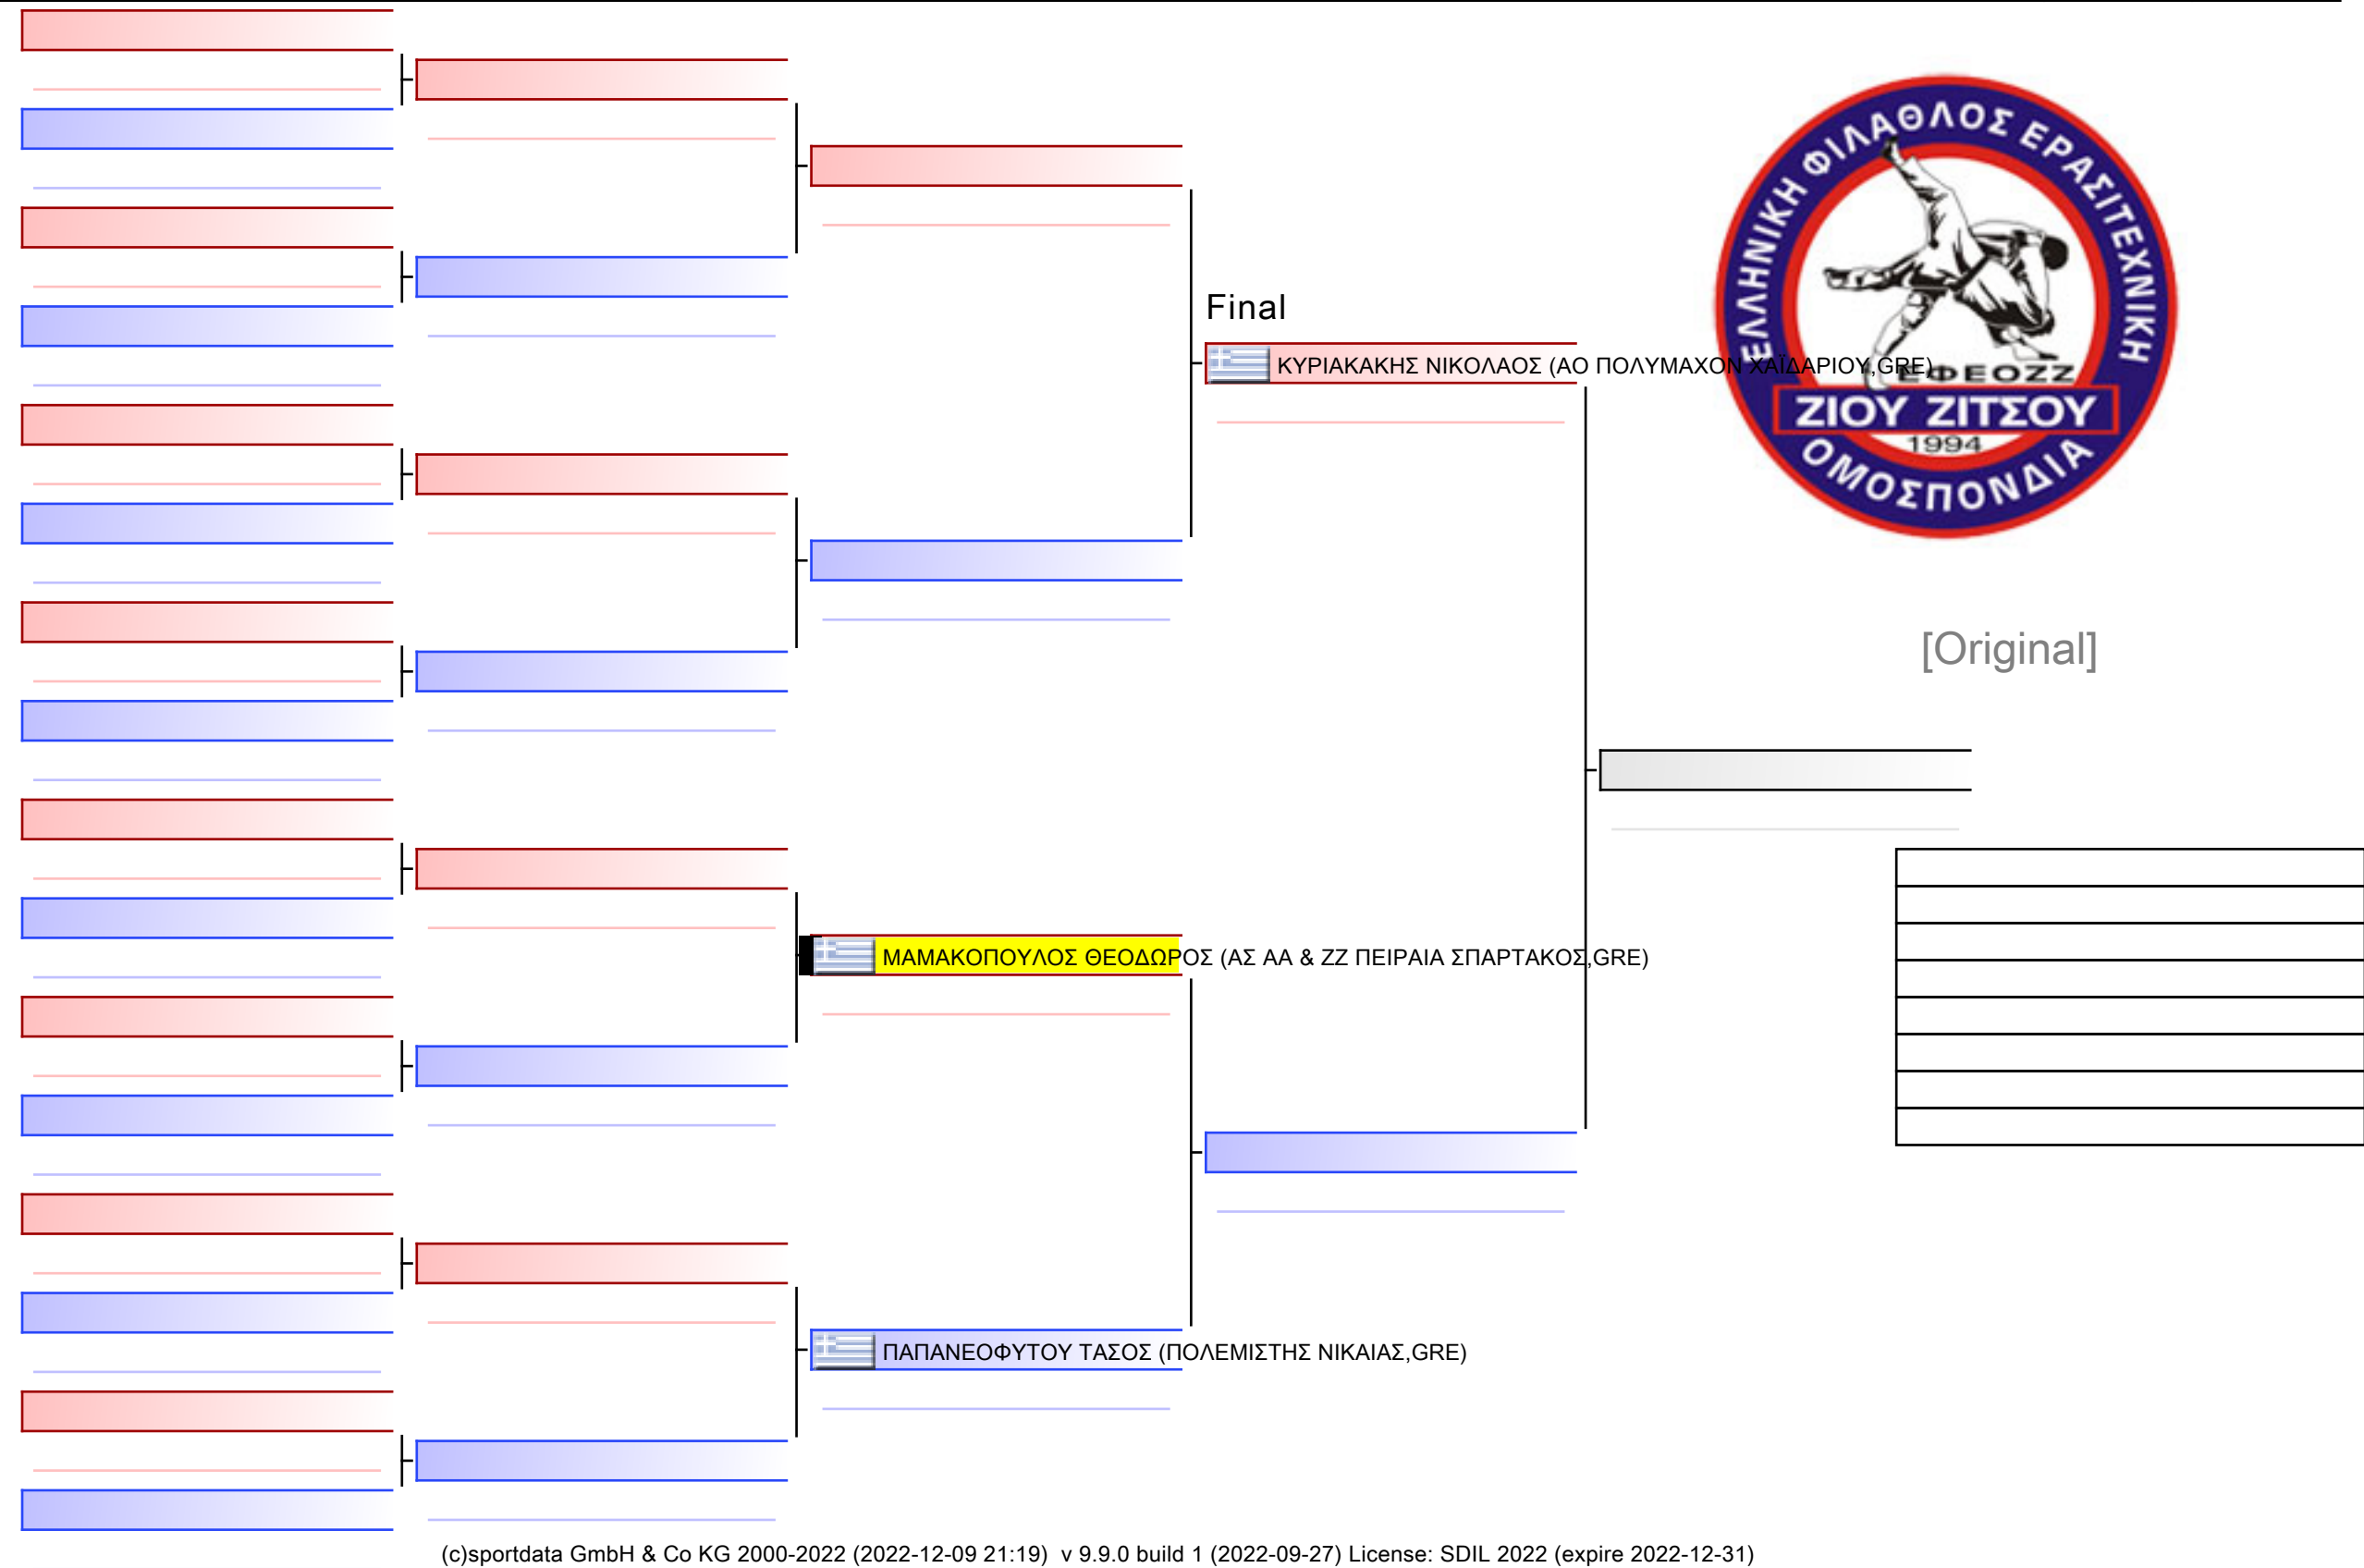 ΕΛΛΗΝΙΚΗ ΦΙΛΑΘΛΟΣ ΕΡΑΣΙΤΕΧΝΙΚΗ
Final
ΚΥΡΙΑΚΑΚΗΣ ΝΙΚΟΛΑΟΣ (ΑΟ ΠΟΛΥΜΑΧΟΝ ΧΑΪΔΑΡΙΟΥ,GRE)
ΕΦΕΟΖΖ
ΖΙΟΥ ΖΙΤΣΟΥ
1994
ΟΜΟΣΠΟΝΔΙΑ
[Original]
ΜΑΜΑΚΟΠΟΥΛΟΣ ΘΕΟΔΩΡΟΣ (ΑΣ ΑΑ & ΖΖ ΠΕΙΡΑΙΑ ΣΠΑΡΤΑΚΟΣ,GRE)
ΠΑΠΑΝΕΟΦΥΤΟΥ ΤΑΣΟΣ (ΠΟΛΕΜΙΣΤΗΣ ΝΙΚΑΙΑΣ,GRE)
(c)sportdata GmbH & Co KG 2000-2022 (2022-12-09 21:19) v 9.9.0 build 1 (2022-09-27) License: SDIL 2022 (expire 2022-12-31)